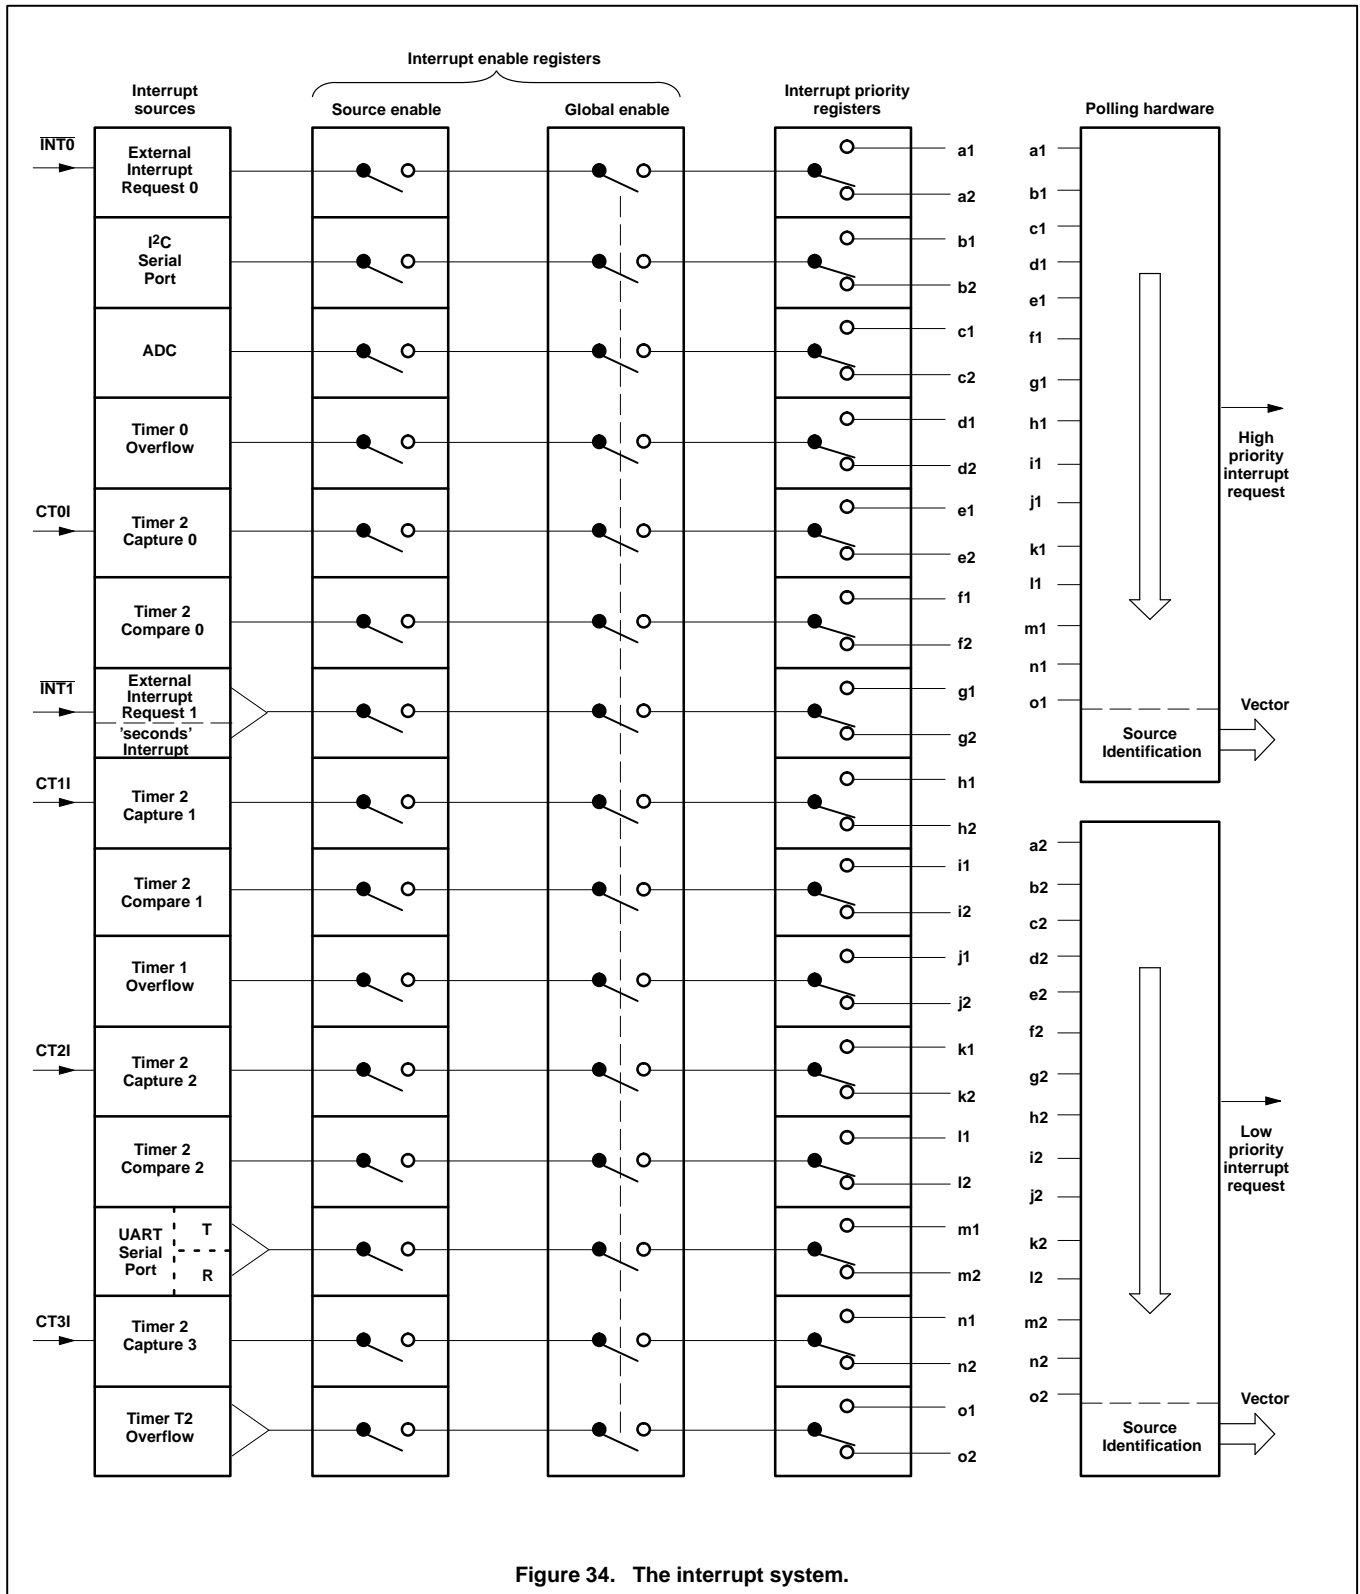 Interrupt enable registers
Interrupt
sources
Source enable
Global enable
Interrupt priority
registers
Polling hardware
INT0
External
Interrupt
Request 0
a1
a2
I2C
Serial
Port
b1
b2
ADC
c1
c2
Timer 0
Overflow
d1
d2
CT0I
Timer 2
Capture 0
e1
e2
Timer 2
Compare 0
f1
f2
INT1
External
Interrupt
Request 1
'seconds'
Interrupt
g1
g2
CT1I
Timer 2
Capture 1
h1
h2
Timer 2
Compare 1
i1
i2
Timer 1
Overflow
j1
j2
CT2I
Timer 2
Capture 2
k1
k2
Timer 2
Compare 2
l1
l2
UART
Serial
Port
T
R
m1
m2
CT3I
Timer 2
Capture 3
n1
n2
Timer T2
Overflow
o1
o2
a1
b1
c1
d1
e1
f1
g1
h1
i1
j1
k1
l1
m1
n1
o1
High
priority
interrupt
request
Source
Identification
Vector
a2
b2
c2
d2
e2
f2
g2
h2
i2
j2
k2
l2
m2
n2
o2
Low
priority
interrupt
request
Source
Identification
Vector
Figure 34. The interrupt system.